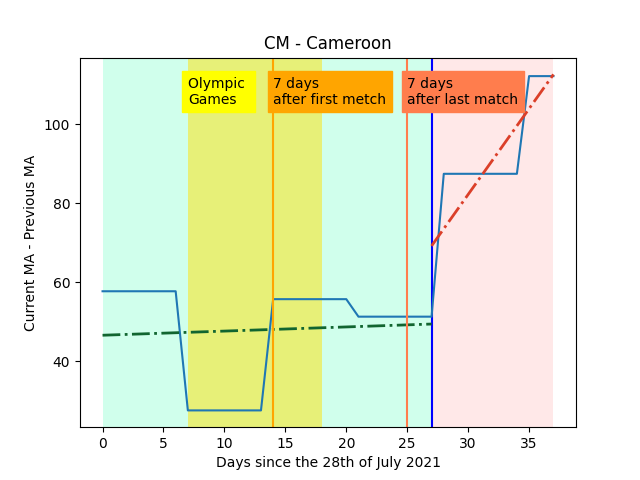 CM - Cameroon
Olympic
Games
7 days
after first metch
7 days
after last match
Current MA - Previous MA
100
80
60
40
0 5 10 15 20 25 30 35
Days since the 28th of July 2021